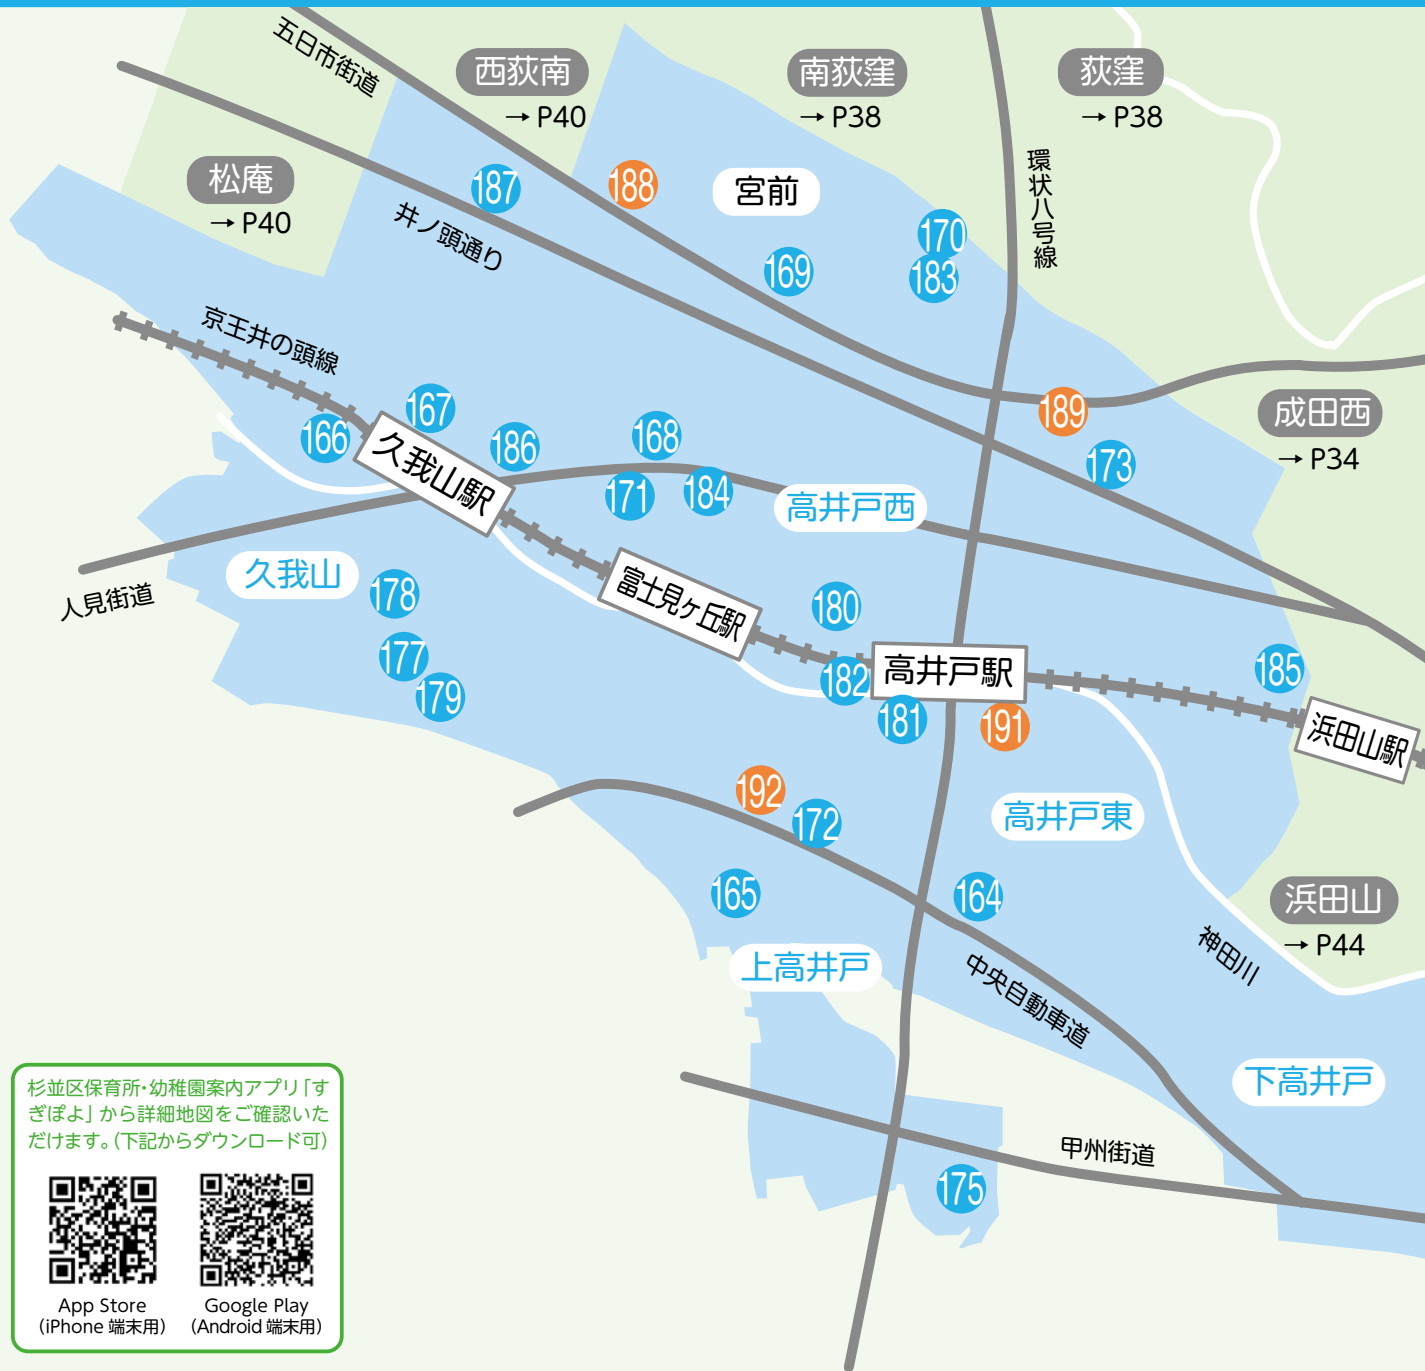 五日市街道
西荻南
→ P40
南荻窪
→ P38
荻窪
→ P38
松庵
→ P40
187
188
宮前
環状八号線
井ノ頭通り
170
169
183
京王井の頭線
167
189
成田西
→ P34
166
久我山駅
186
168
173
171
184
高井戸西
人見街道
久我山
178
富士見ヶ丘駅
180
177
182
高井戸駅
185
179
181
191
浜田山駅
192
172
高井戸東
165
164
浜田山
→ P44
神田川
上高井戸
中央自動車道
下高井戸
甲州街道
175
杉並区保育所・幼稚園案内アプリ「す
ぎぽよ」から詳細地図をご確認いた
だけます。(下記からダウンロード可)
App Store
(iPhone 端末用)
Google Play
(Android 端末用)